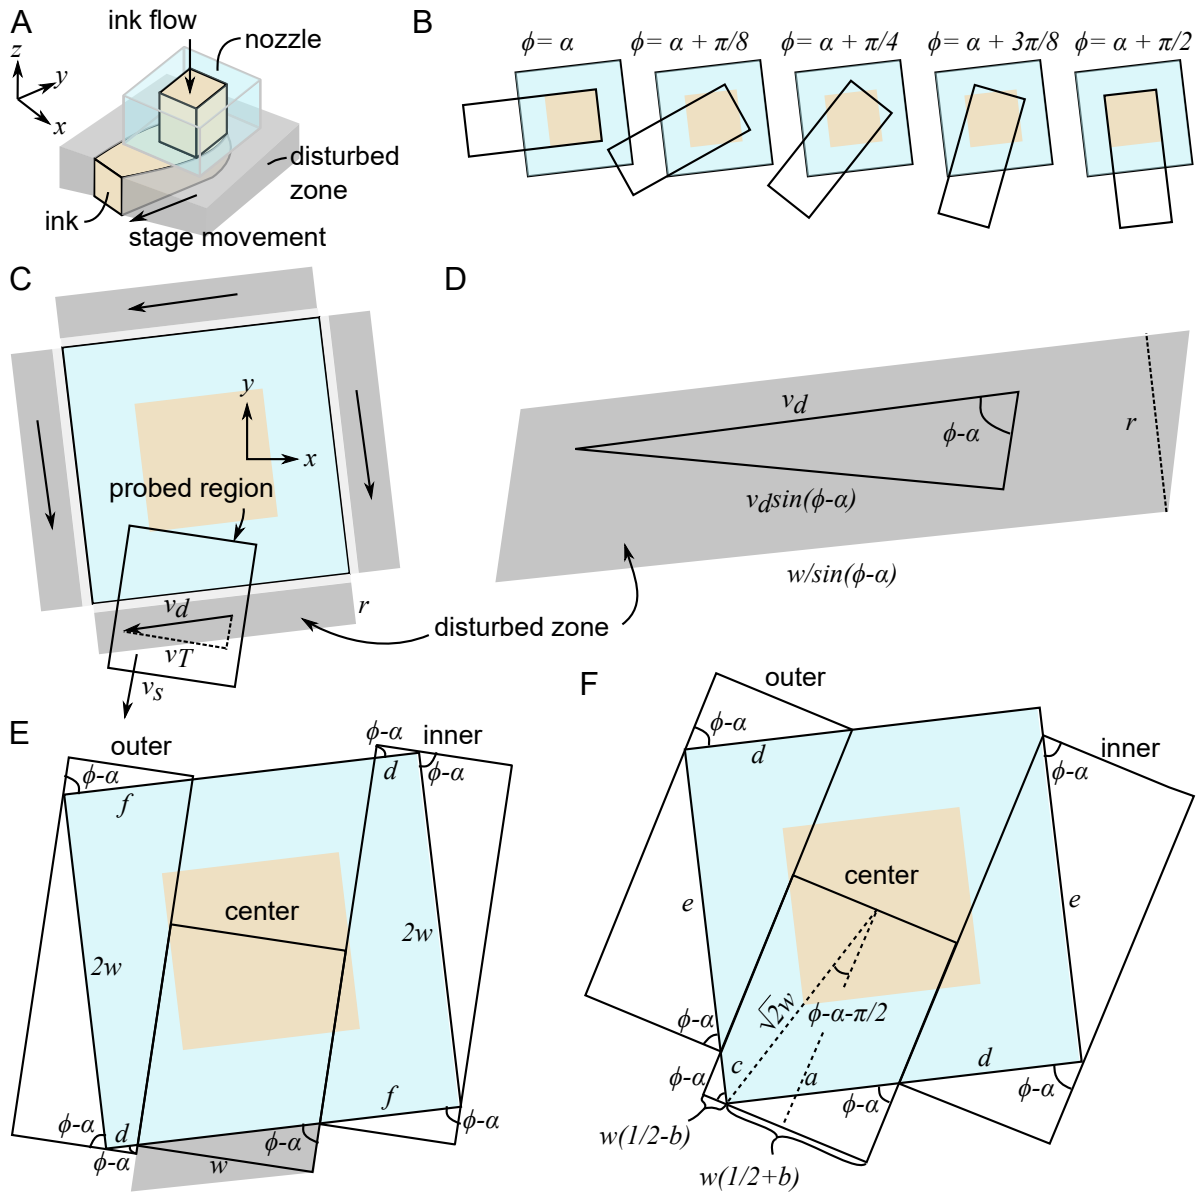 A
ink flow
nozzle
z
y
x
disturbed
zone
ink
stage movement
B
ϕ= α
ϕ= α + π/8
ϕ= α + π/4
ϕ= α + 3π/8
ϕ= α + π/2
C
y
x
probed region
v_d
r
v_T
v_s
disturbed zone
D
v_d
ϕ-α
r
v_d sin(ϕ-α)
w/sin(ϕ-α)
E
outer
ϕ-α
inner
ϕ-α
d
ϕ-α
f
center
2w
2w
f
ϕ-α
d
ϕ-α
ϕ-α
ϕ-α
w
F
outer
ϕ-α
d
inner
ϕ-α
center
e
e
√2w
ϕ-α-π/2
ϕ-α
c
a
d
ϕ-α
ϕ-α
ϕ-α
w(1/2-b)
w(1/2+b)